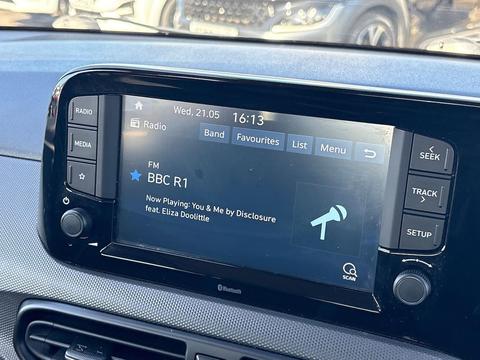 RADIO
MEDIA
Wed, 21.05 16:13
Radio
Band Favourites List Menu
FM
BBC R1
Now Playing: You & Me by Disclosure
feat. Eliza Doolittle
SCAN
SEEK
TRACK
SETUP
Bluetooth